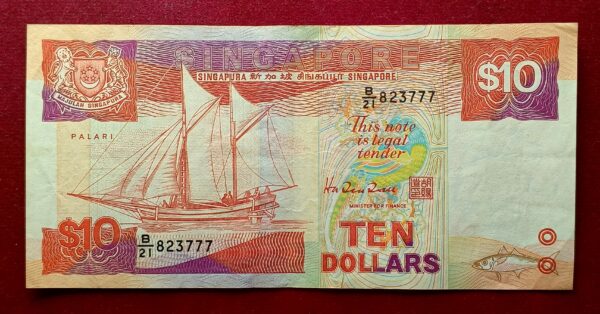 SINGAPORE
SINGAPURA 新加坡 சிங்கப்பூர் SINGAPORE
MAJULAH SINGAPURA
$10
B/21 823777
PALARI
This note
is legal
tender
MINISTER FOR FINANCE
$10
B/21 823777
TEN
DOLLARS